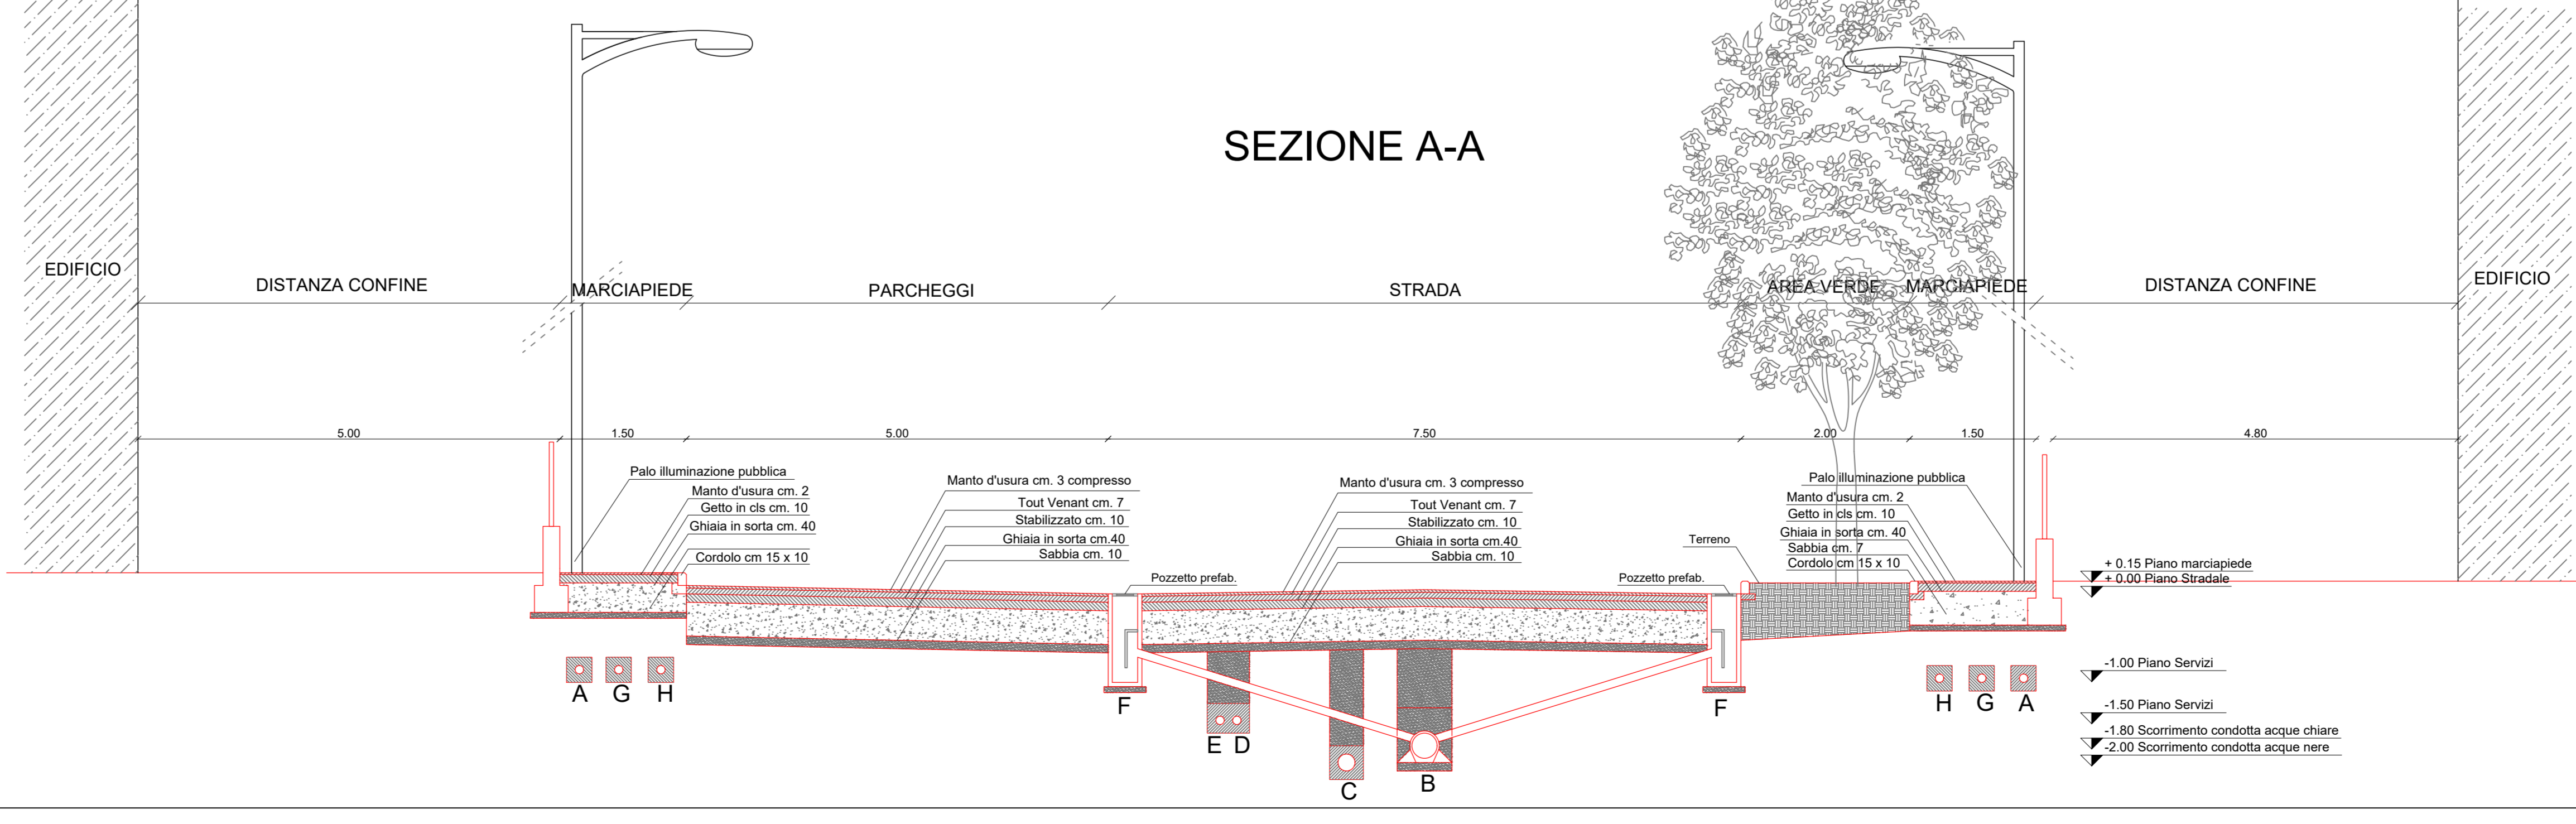 SEZIONE A-A
EDIFICIO
DISTANZA CONFINE
MARCIAPIEDE
PARCHEGGI
STRADA
AREA VERDE
MARCIAPIEDE
DISTANZA CONFINE
EDIFICIO
5.00
1.50
5.00
7.50
2.00
1.50
4.80
Palo illuminazione pubblica
Manto d'usura cm. 2
Getto in cls cm. 10
Ghiaia in sorta cm. 40
Cordolo cm 15 x 10
Manto d'usura cm. 3 compresso
Tout Venant cm. 7
Stabilizzato cm. 10
Ghiaia in sorta cm.40
Sabbia cm. 10
Pozzetto prefab.
Manto d'usura cm. 3 compresso
Tout Venant cm. 7
Stabilizzato cm. 10
Ghiaia in sorta cm.40
Sabbia cm. 10
Pozzetto prefab.
Terreno
Palo illuminazione pubblica
Manto d'usura cm. 2
Getto in cls cm. 10
Ghiaia in sorta cm. 40
Sabbia cm. 7
Cordolo cm 15 x 10
+ 0.15 Piano marciapiede
+ 0.00 Piano Stradale
-1.00 Piano Servizi
-1.50 Piano Servizi
-1.80 Scorrimento condotta acque chiare
-2.00 Scorrimento condotta acque nere
A G H
F
E D
C
B
F
H G A